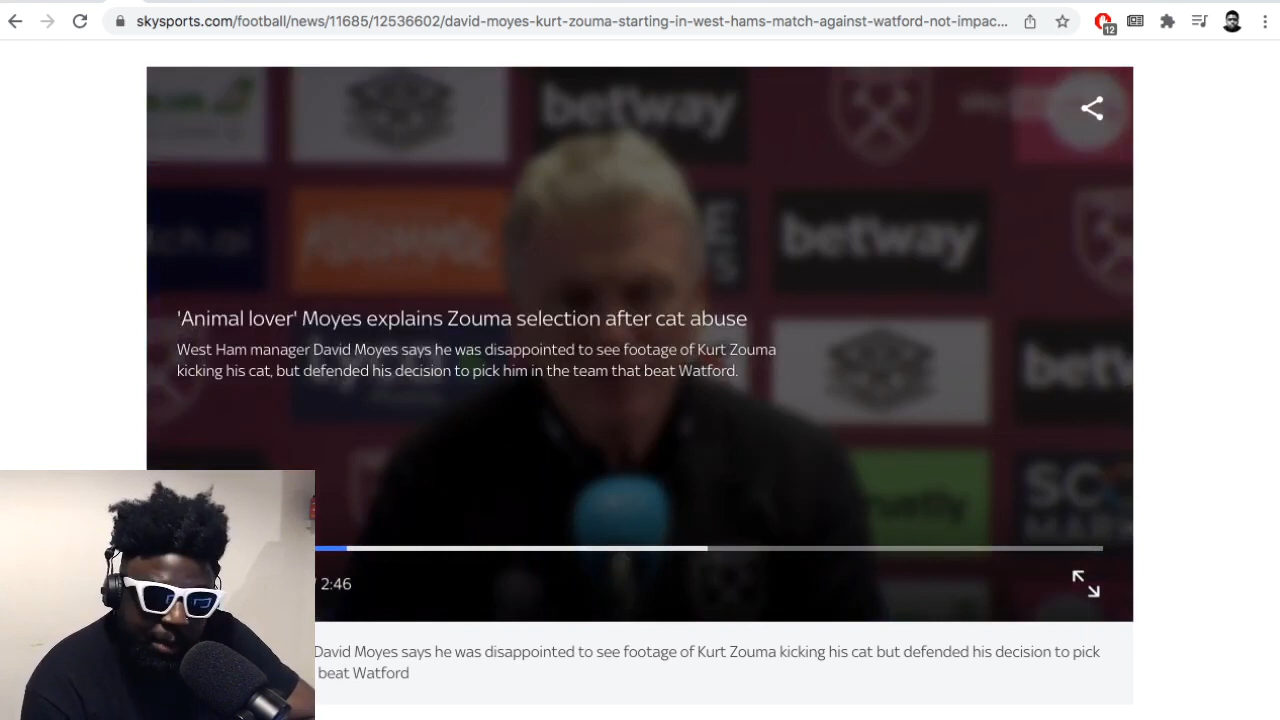 skysports.com/football/news/11685/12536602/david-moyes-kurt-zouma-starting-in-west-hams-match-against-watford-not-impac...
12
betway
betway
'Animal lover' Moyes explains Zouma selection after cat abuse
West Ham manager David Moyes says he was disappointed to see footage of Kurt Zouma
kicking his cat, but defended his decision to pick him in the team that beat Watford.
/ 2:46
David Moyes says he was disappointed to see footage of Kurt Zouma kicking his cat but defended his decision to pick
beat Watford